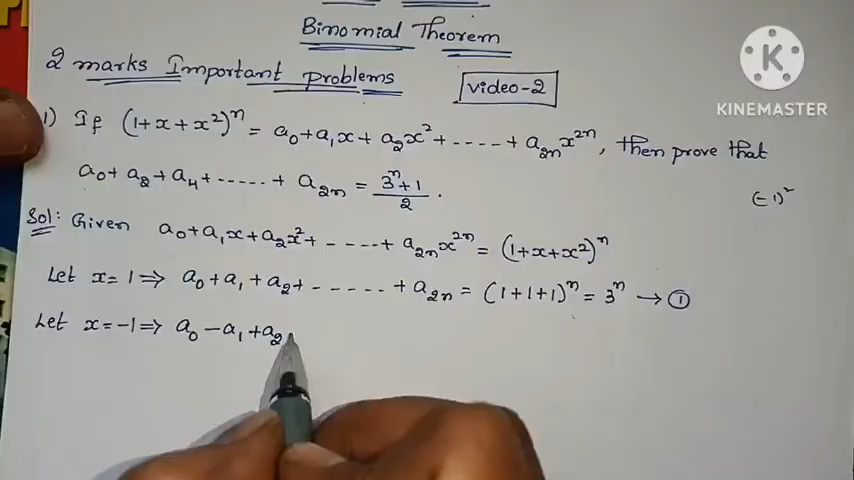 Binomial Theorem
2 marks Important problems
video-2
K
KINEMASTER
1) If (1+x+x²)ⁿ = a₀+a₁x+a₂x²+----+a₂ₙx²ⁿ, then prove that
a₀+a₂+a₄+-----+a₂ₙ = (3ⁿ+1)/2.
(-1)²
Sol: Given a₀+a₁x+a₂x²+----+a₂ₙx²ⁿ = (1+x+x²)ⁿ
Let x=1 ⇒ a₀+a₁+a₂+------+a₂ₙ = (1+1+1)ⁿ = 3ⁿ → ①
Let x=-1 ⇒ a₀-a₁+a₂